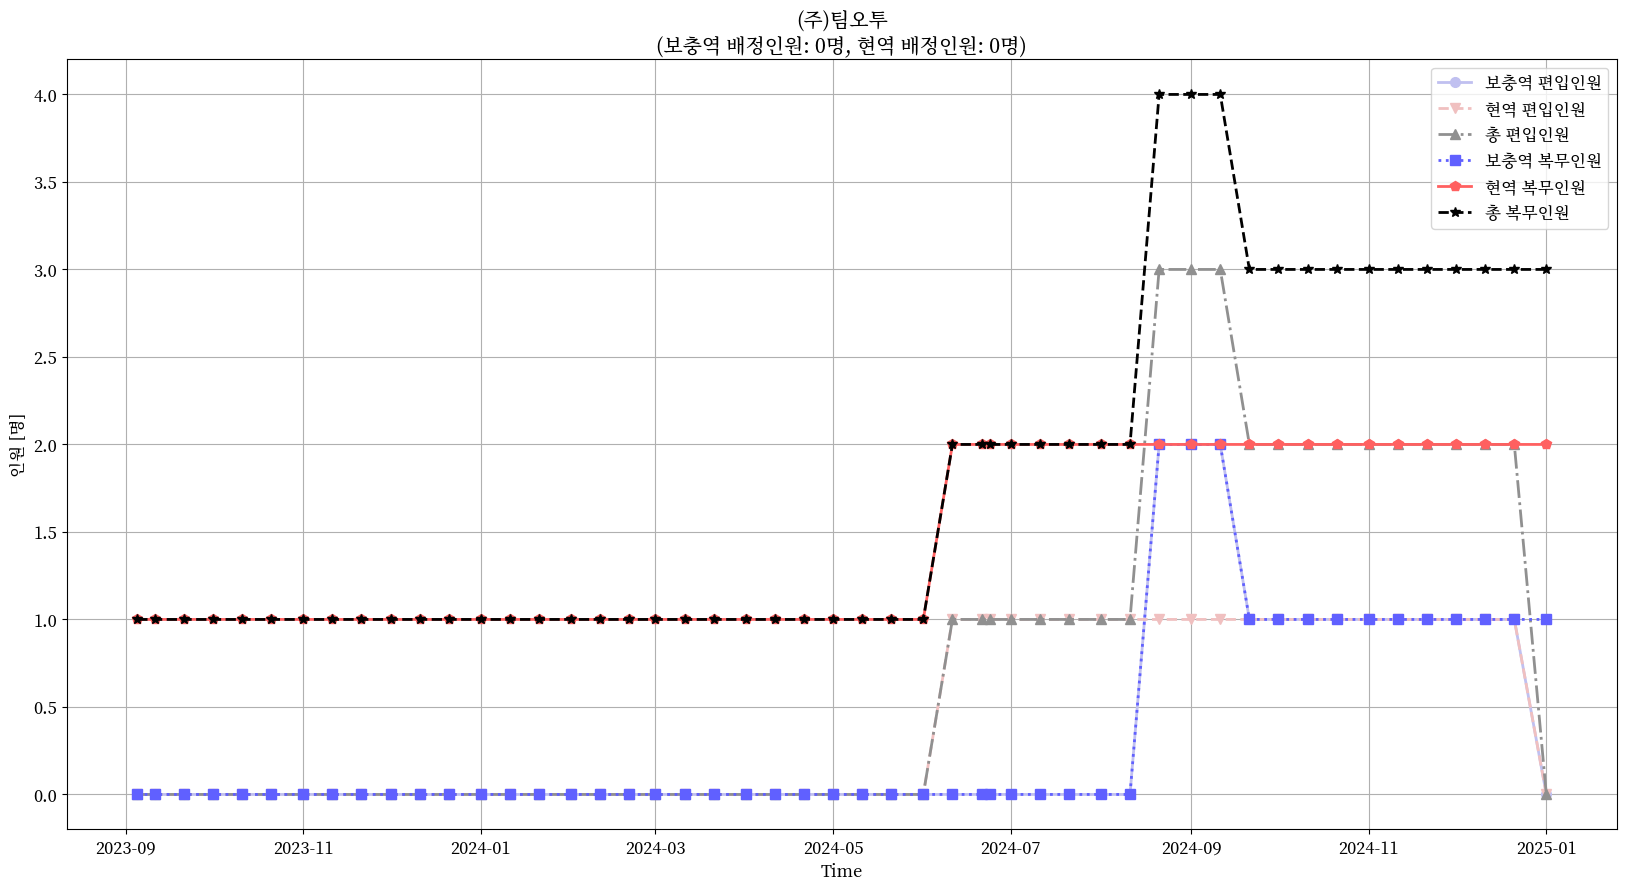 (주)팀오투
(보충역 배정인원: 0명, 현역 배정인원: 0명)
보충역 편입인원
현역 편입인원
총 편입인원
보충역 복무인원
현역 복무인원
총 복무인원
인원 [명]
4.0
3.5
3.0
2.5
2.0
1.5
1.0
0.5
0.0
2023-09 2023-11 2024-01 2024-03 2024-05 2024-07 2024-09 2024-11 2025-01
Time